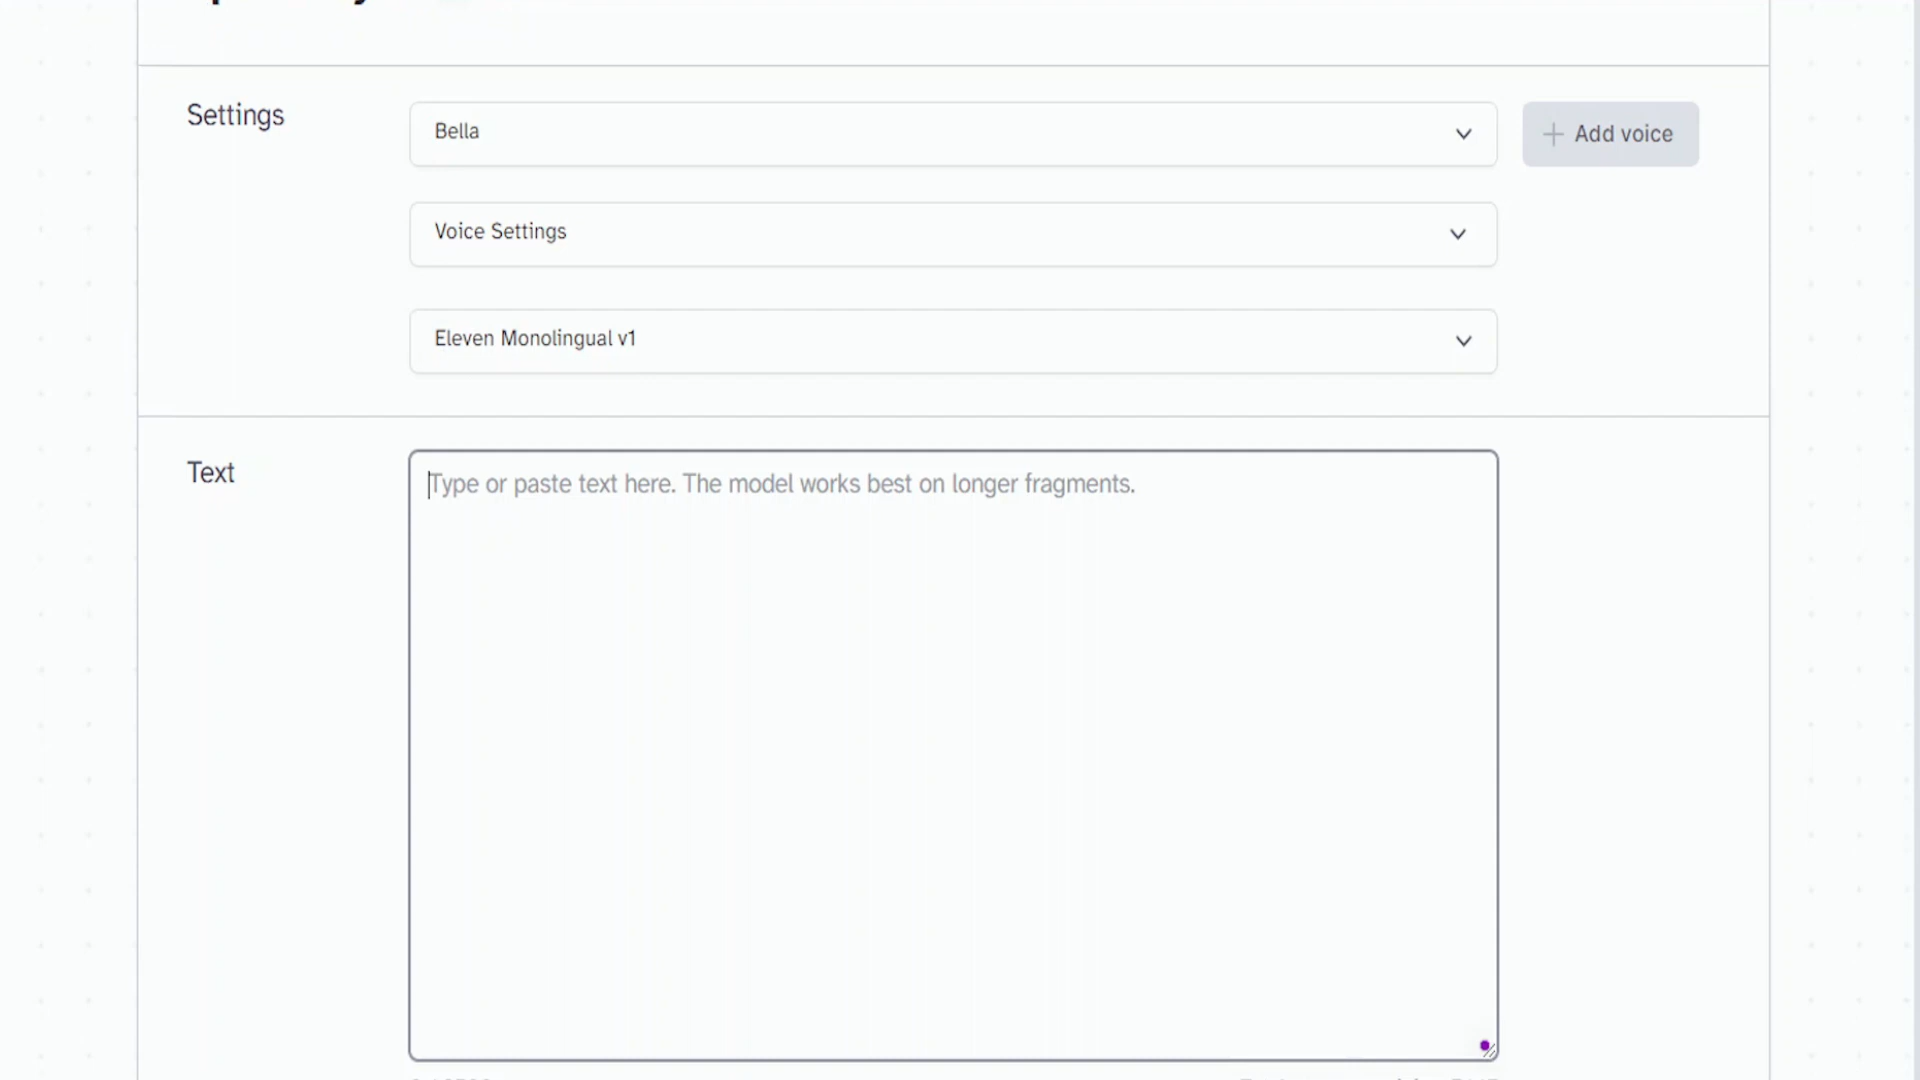 Settings
Bella
+ Add voice
Voice Settings
Eleven Monolingual v1
Text
Type or paste text here. The model works best on longer fragments.